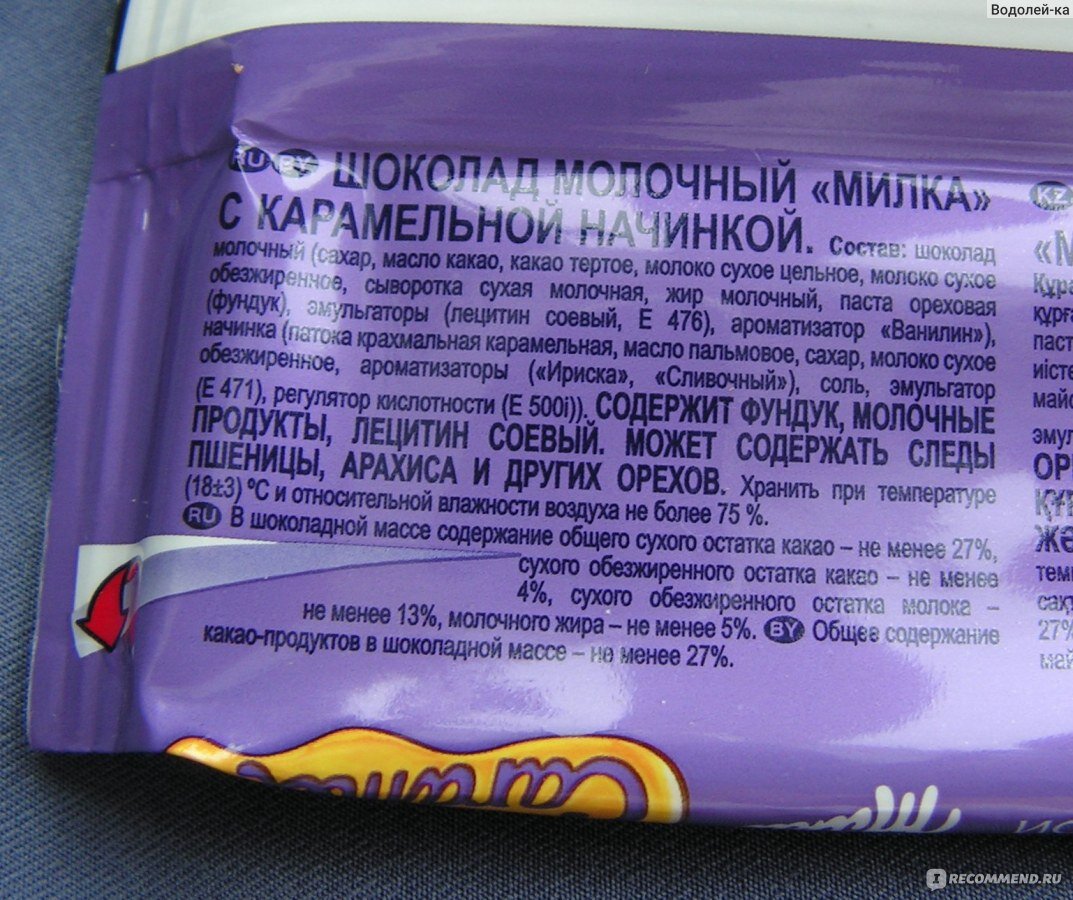 Водолей-ка
RU BY ШОКОЛАД МОЛОЧНЫЙ «МИЛКА»
С КАРАМЕЛЬНОЙ НАЧИНКОЙ. Состав: шоколад
молочный (сахар, масло какао, какао тертое, молоко сухое цельное, молоко сухое
обезжиренное, сыворотка сухая молочная, жир молочный, паста ореховая
(фундук), эмульгаторы (лецитин соевый, Е 476), ароматизатор «Ванилин»),
начинка (патока крахмальная карамельная, масло пальмовое, сахар, молоко сухое
обезжиренное, ароматизаторы («Ириска», «Сливочный»), соль, эмульгатор
(Е 471), регулятор кислотности (Е 500i)). СОДЕРЖИТ ФУНДУК, МОЛОЧНЫЕ
ПРОДУКТЫ, ЛЕЦИТИН СОЕВЫЙ. МОЖЕТ СОДЕРЖАТЬ СЛЕДЫ
ПШЕНИЦЫ, АРАХИСА И ДРУГИХ ОРЕХОВ. Хранить при температуре
(18±3) °С и относительной влажности воздуха не более 75 %.
RU В шоколадной массе содержание общего сухого остатка какао – не менее 27%,
сухого обезжиренного остатка какао – не менее
4%, сухого обезжиренного остатка молока –
не менее 13%, молочного жира – не менее 5%. BY Общее содержание
какао-продуктов в шоколадной массе – не менее 27%.
KZ
27%
I RECOMMEND.RU